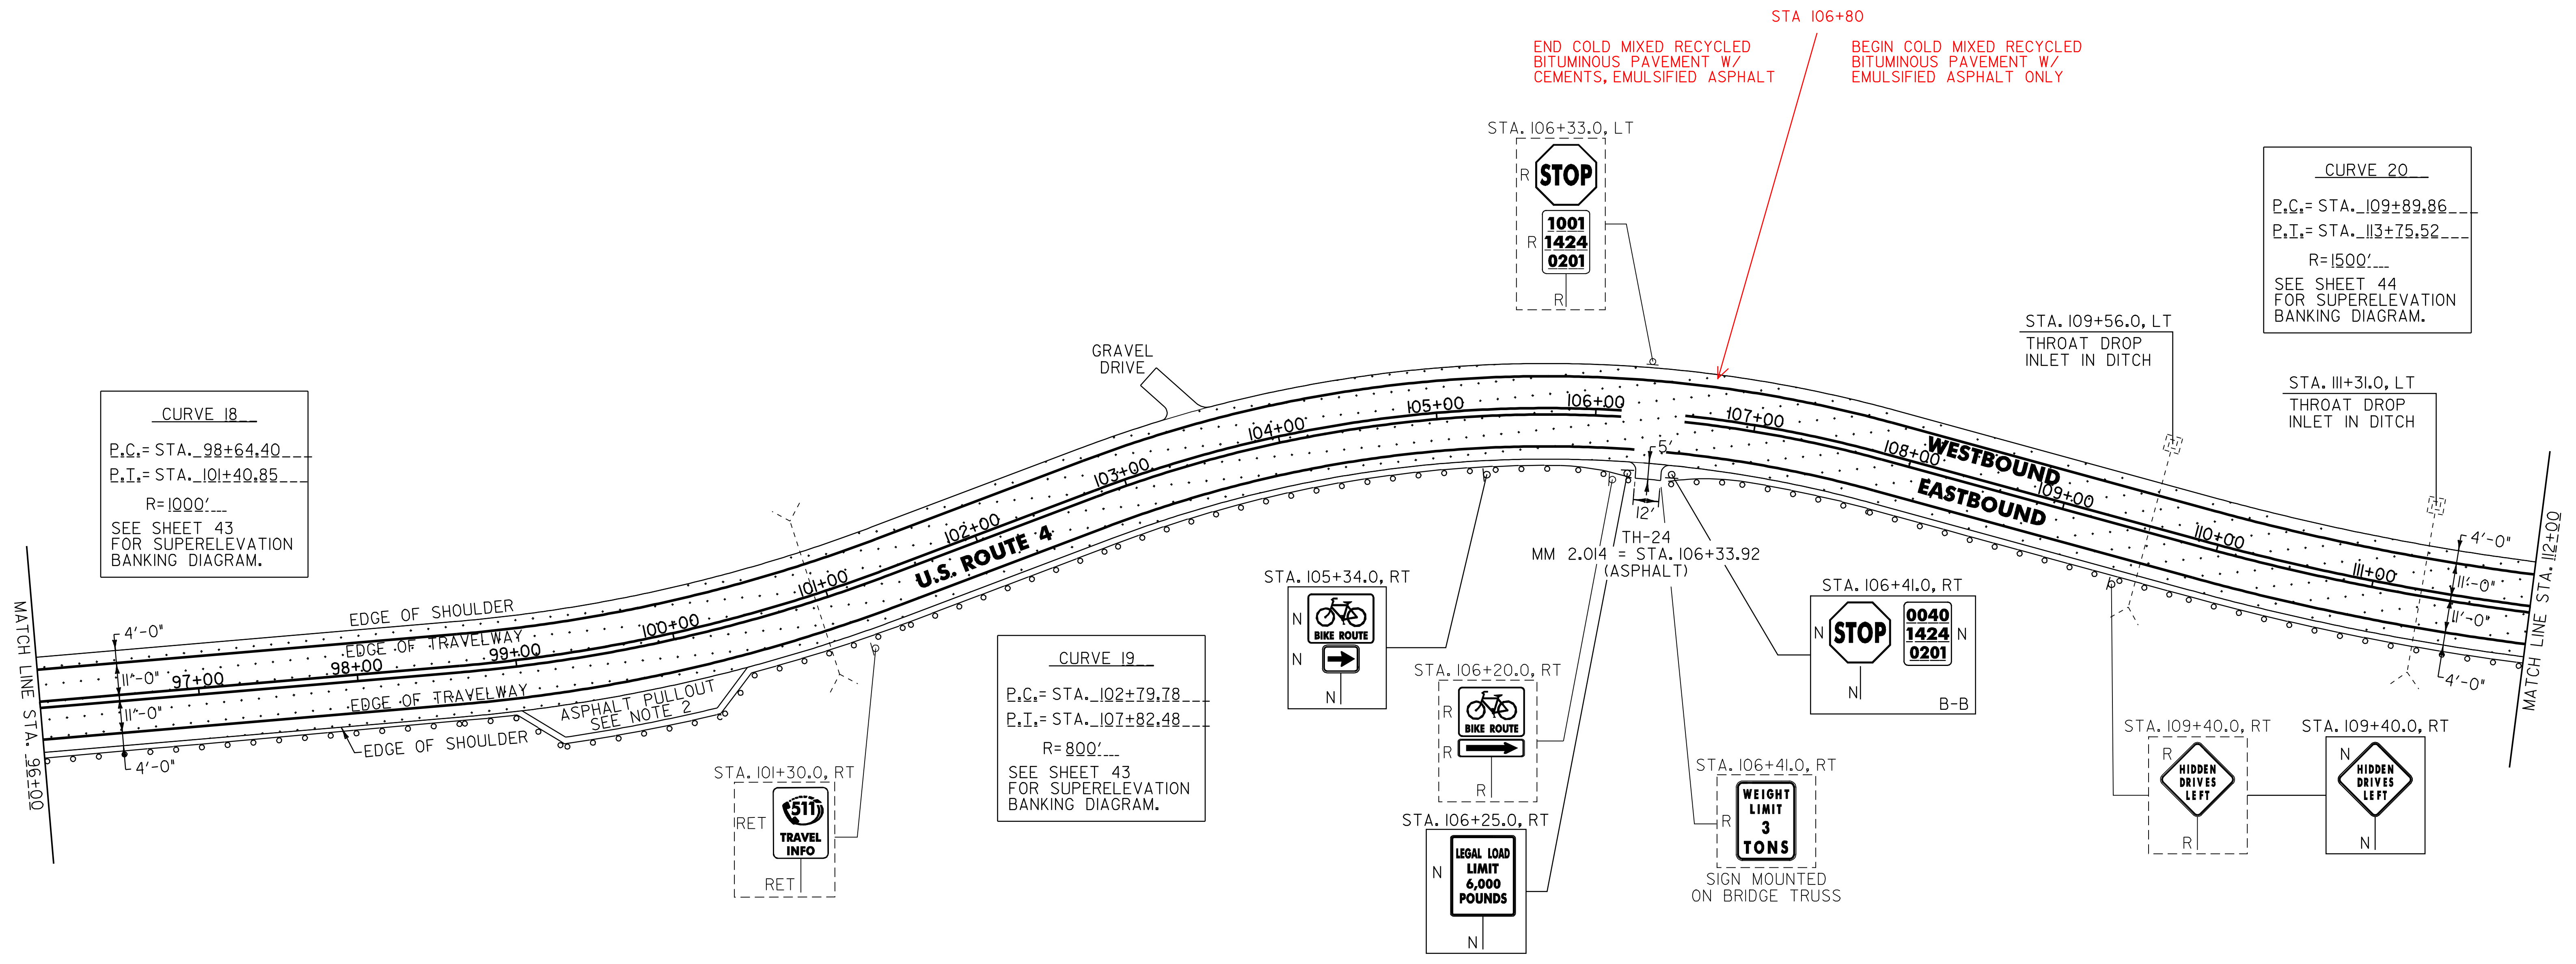 STA 106+80
END COLD MIXED RECYCLED
BITUMINOUS PAVEMENT W/
CEMENTS, EMULSIFIED ASPHALT
BEGIN COLD MIXED RECYCLED
BITUMINOUS PAVEMENT W/
EMULSIFIED ASPHALT ONLY
STA. 106+33.0, LT
R
STOP
R
1001
1424
0201
R
CURVE 20
P.C.= STA. 109+89.86
P.T.= STA. 113+75.52
R= 1500'
SEE SHEET 44
FOR SUPERELEVATION
BANKING DIAGRAM.
STA. 109+56.0, LT
THROAT DROP
INLET IN DITCH
STA. 111+31.0, LT
THROAT DROP
INLET IN DITCH
GRAVEL
DRIVE
CURVE 18
P.C.= STA. 98+64.40
P.T.= STA. 101+40.85
R= 1000'
SEE SHEET 43
FOR SUPERELEVATION
BANKING DIAGRAM.
MATCH LINE STA. 96+00
4'-0"
11'-0"
11'-0"
4'-0"
EDGE OF SHOULDER
EDGE OF TRAVELWAY
97+00
98+00
99+00
100+00
101+00
102+00
103+00
104+00
105+00
106+00
107+00
108+00
109+00
110+00
111+00
U.S. ROUTE 4
WESTBOUND
EASTBOUND
EDGE OF TRAVELWAY
EDGE OF SHOULDER
ASPHALT PULLOUT
SEE NOTE 2
5'
12'
TH-24
MM 2.014 = STA. 106+33.92
(ASPHALT)
4'-0"
11'-0"
11'-0"
4'-0"
MATCH LINE STA. 112+00
STA. 101+30.0, RT
RET
511
TRAVEL
INFO
RET
CURVE 19
P.C.= STA. 102+79.78
P.T.= STA. 107+82.48
R= 800'
SEE SHEET 43
FOR SUPERELEVATION
BANKING DIAGRAM.
STA. 105+34.0, RT
N
BIKE ROUTE
N
N
STA. 106+20.0, RT
R
BIKE ROUTE
R
R
STA. 106+25.0, RT
N
LEGAL LOAD
LIMIT
6,000
POUNDS
N
STA. 106+41.0, RT
N
STOP
0040
1424
0201
N
N
B-B
STA. 106+41.0, RT
R
WEIGHT
LIMIT
3
TONS
SIGN MOUNTED
ON BRIDGE TRUSS
STA. 109+40.0, RT
R
HIDDEN
DRIVES
LEFT
R
STA. 109+40.0, RT
N
HIDDEN
DRIVES
LEFT
N